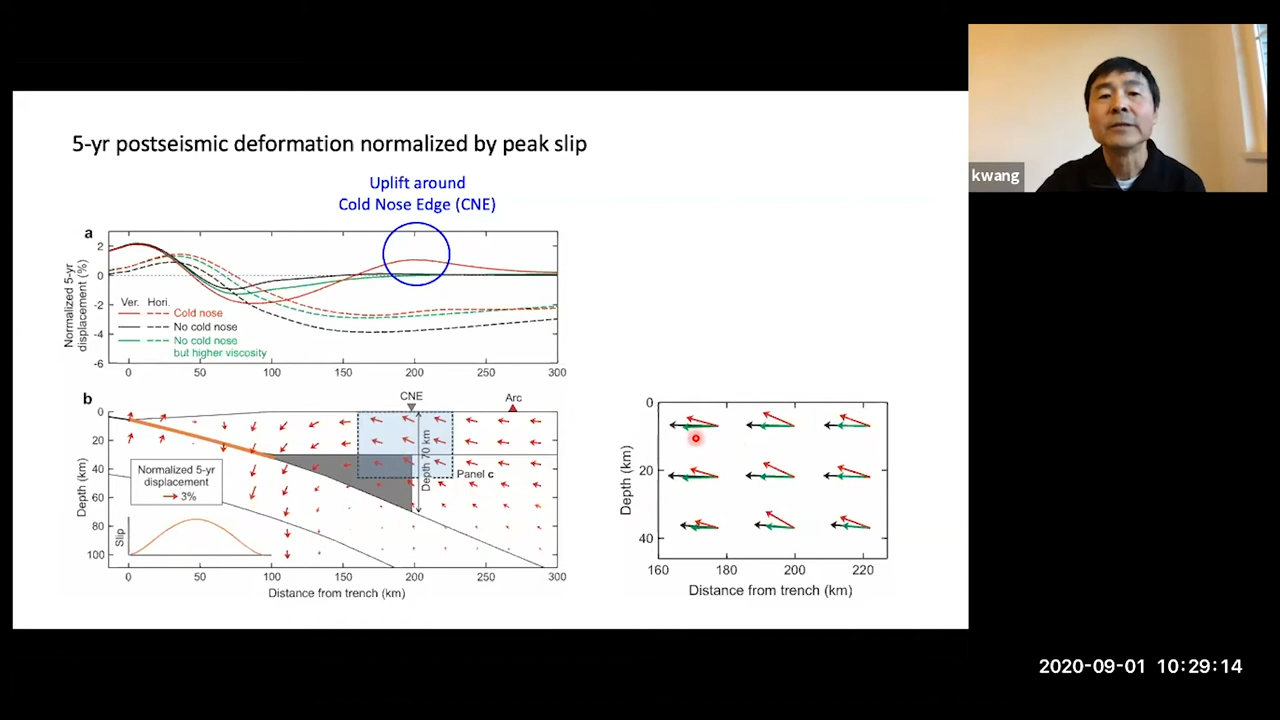 5-yr postseismic deformation normalized by peak slip
Uplift around
Cold Nose Edge (CNE)
kwang
a
Normalized 5-yr
displacement (%)
2
0
-2
-4
-6
Ver. Hori.
Cold nose
No cold nose
No cold nose
but higher viscosity
0 50 100 150 200 250 300
b
CNE
Arc
Depth (km)
0
20
40
60
80
100
Depth 70 km
Panel c
Normalized 5-yr
displacement
3%
Slip
0 50 100 150 200 250 300
Distance from trench (km)
Depth (km)
0
20
40
160 180 200 220
Distance from trench (km)
2020-09-01 10:29:14